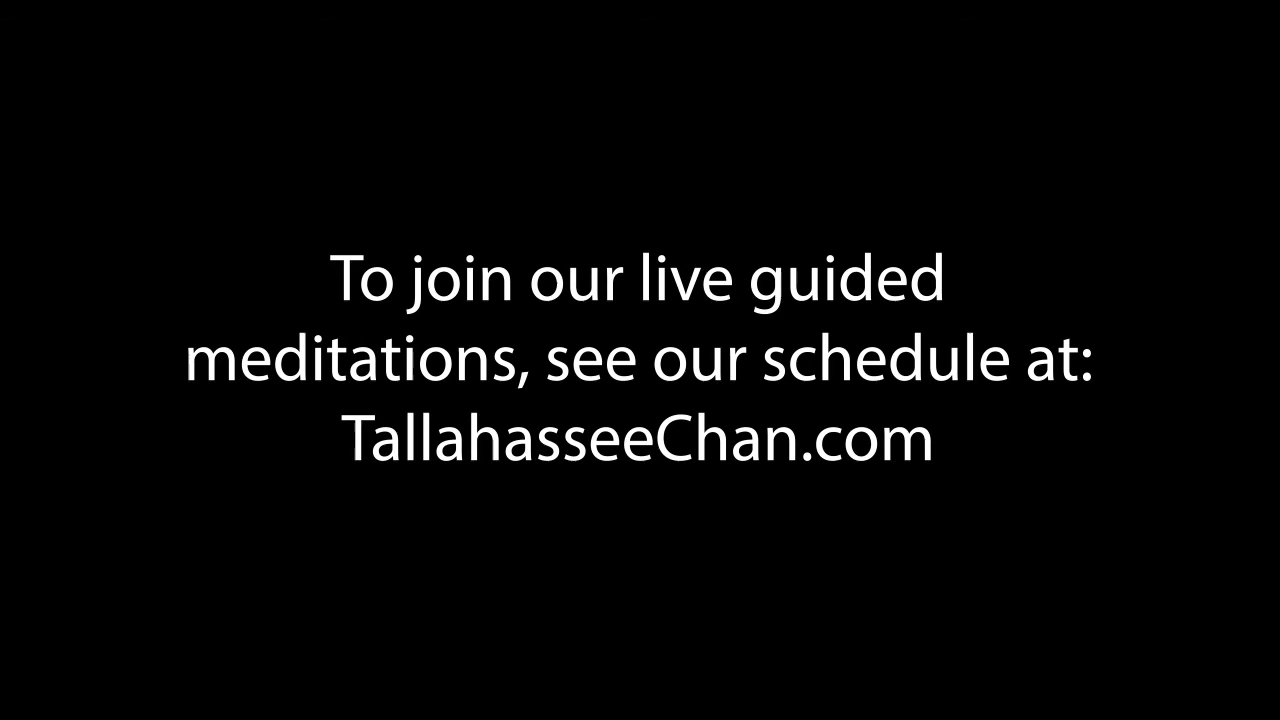 To join our live guided
meditations, see our schedule at:
TallahasseeChan.com